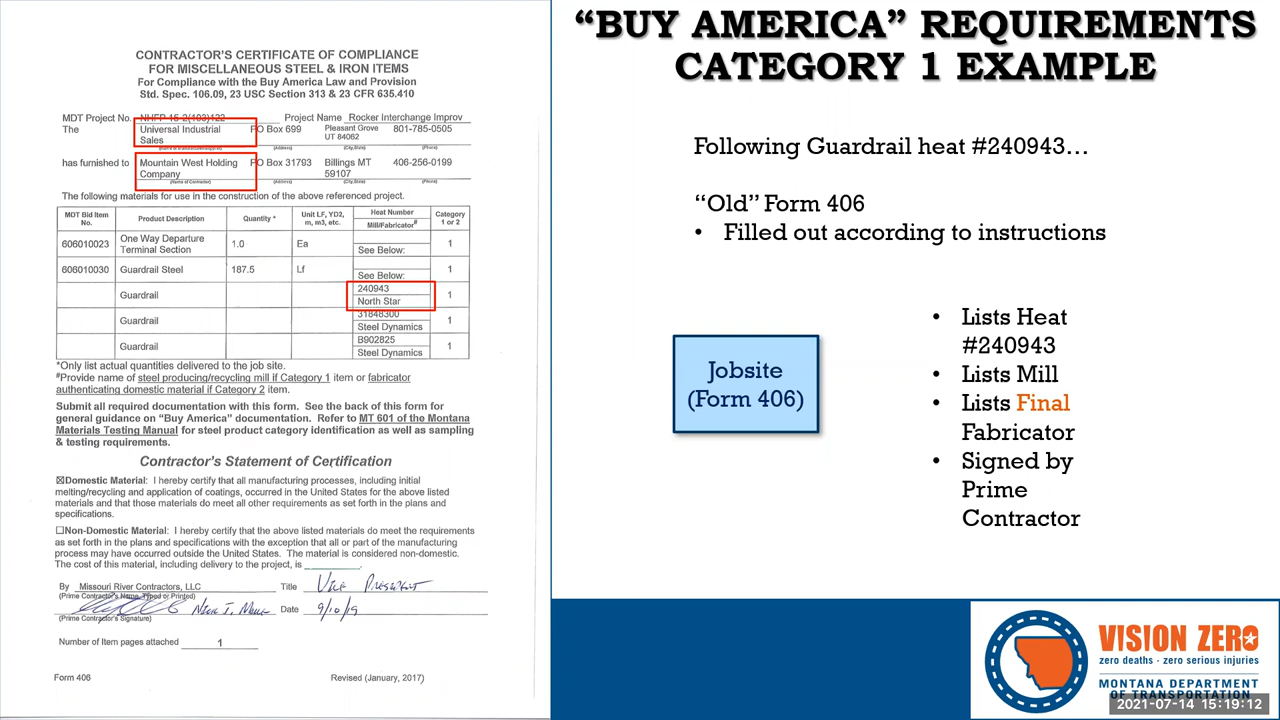 CONTRACTOR'S CERTIFICATE OF COMPLIANCE
FOR MISCELLANEOUS STEEL & IRON ITEMS
For Compliance with the Buy America Law and Provision
Std. Spec. 106.09, 23 USC Section 313 & 23 CFR 635.410
MDT Project No. NHFP 15-2(103)122 Project Name Rocker Interchange Improv
The Universal Industrial Sales PO Box 699 Pleasant Grove UT 84062 801-785-0505
(Address) (City,State) (Phone)
has furnished to Mountain West Holding Company PO Box 31793 Billings MT 59107 406-256-0199
(Name of Contractor) (Address) (City,State) (Phone)
The following materials for use in the construction of the above referenced project.
MDT Bid Item No. Product Description Quantity * Unit LF, YD2, m, m3, etc. Heat Number Mill/Fabricator# Category 1 or 2
606010023 One Way Departure Terminal Section 1.0 Ea See Below: 1
606010030 Guardrail Steel 187.5 Lf See Below: 1
Guardrail 240943 North Star 1
Guardrail 31848300 Steel Dynamics 1
Guardrail B902825 Steel Dynamics 1
*Only list actual quantities delivered to the job site.
#Provide name of steel producing/recycling mill if Category 1 item or fabricator
authenticating domestic material if Category 2 item.
Submit all required documentation with this form. See the back of this form for
general guidance on "Buy America" documentation. Refer to MT 601 of the Montana
Materials Testing Manual for steel product category identification as well as sampling
& testing requirements.
Contractor's Statement of Certification
☒Domestic Material: I hereby certify that all manufacturing processes, including initial
melting/recycling and application of coatings, occurred in the United States for the above listed
materials and that those materials do meet all other requirements as set forth in the plans and
specifications.
☐Non-Domestic Material: I hereby certify that the above listed materials do meet the requirements
as set forth in the plans and specifications with the exception that all or part of the manufacturing
process may have occurred outside the United States. The material is considered non-domestic.
The cost of this material, including delivery to the project, is
By Missouri River Contractors, LLC Title Vice President
(Prime Contractor's Name, Typed or Printed)
Date 9/10/19
(Prime Contractor's Signature)
Number of Item pages attached 1
Form 406 Revised (January, 2017)
“BUY AMERICA” REQUIREMENTS
CATEGORY 1 EXAMPLE
Following Guardrail heat #240943…
“Old” Form 406
• Filled out according to instructions
Jobsite
(Form 406)
• Lists Heat
#240943
• Lists Mill
• Lists Final
Fabricator
• Signed by
Prime
Contractor
VISION ZERO
zero deaths · zero serious injuries
MONTANA DEPARTMENT
OF TRANSPORTATION
2021-07-14 15:19:12